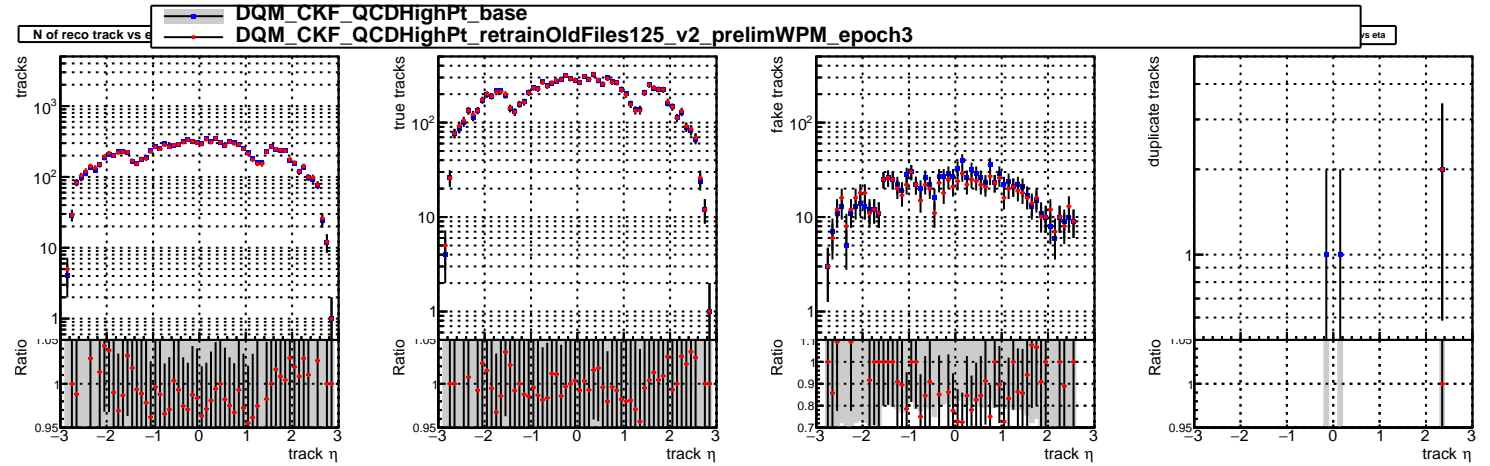 DQM_CKF_QCDHighPt_base
DQM_CKF_QCDHighPt_retrainOldFiles125_v2_prelimWPM_epoch3
N of reco track vs e
vs eta
tracks
10³
10²
10
1
Ratio
1.05
1
0.95
−3 −2 −1 0 1 2 3
track η
true tracks
10²
10
1
Ratio
1.05
1
0.95
−3 −2 −1 0 1 2 3
track η
fake tracks
10²
10
1
Ratio
1.1
1
0.9
0.8
0.7
−3 −2 −1 0 1 2 3
track η
duplicate tracks
1
Ratio
1.05
1
0.95
−3 −2 −1 0 1 2 3
track η